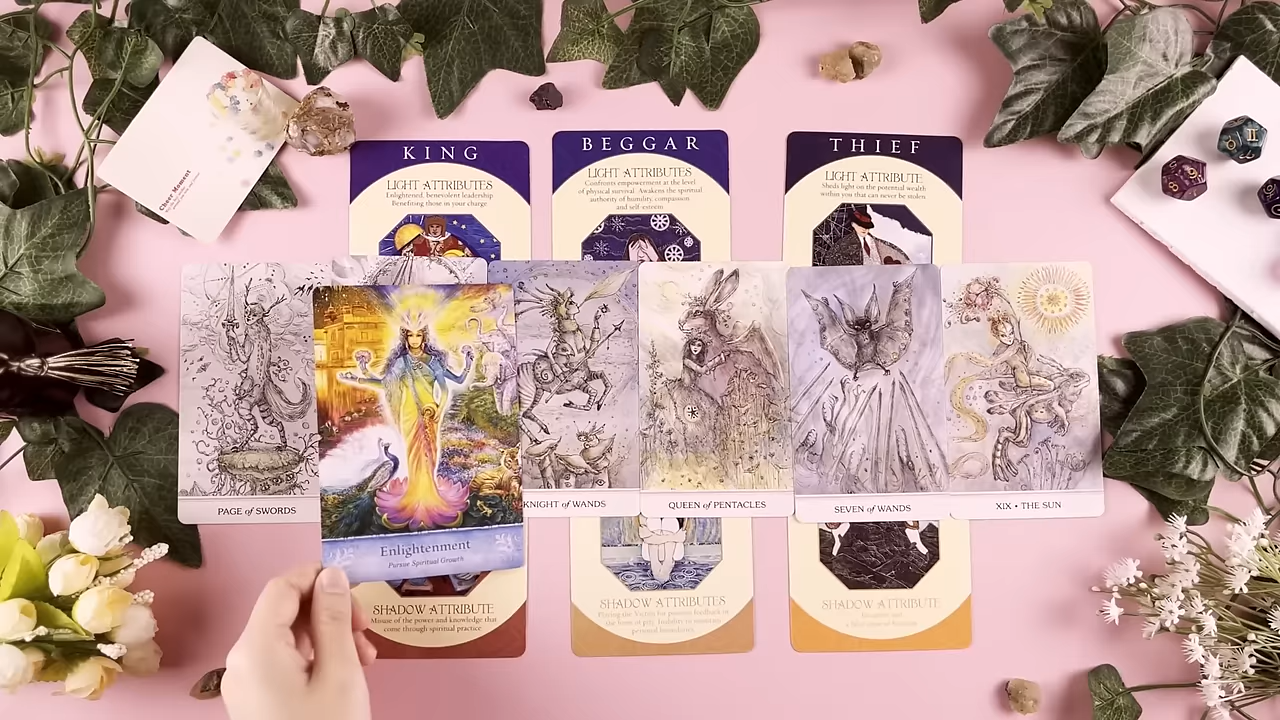 KING
LIGHT ATTRIBUTES
Enlightened, benevolent leadership
Benefiting those in your charge
BEGGAR
LIGHT ATTRIBUTES
Confronts empowerment at the level
of physical survival. Awakens the spiritual
authority of humility, compassion
and self-esteem
THIEF
LIGHT ATTRIBUTE
Sheds light on the potential wealth
within you that can never be stolen
PAGE of SWORDS
KNIGHT of WANDS
QUEEN of PENTACLES
SEVEN of WANDS
XIX • THE SUN
Enlightenment
Pursue Spiritual Growth
SHADOW ATTRIBUTE
Misuse of the power and knowledge that
come through spiritual practice
SHADOW ATTRIBUTES
SHADOW ATTRIBUTE